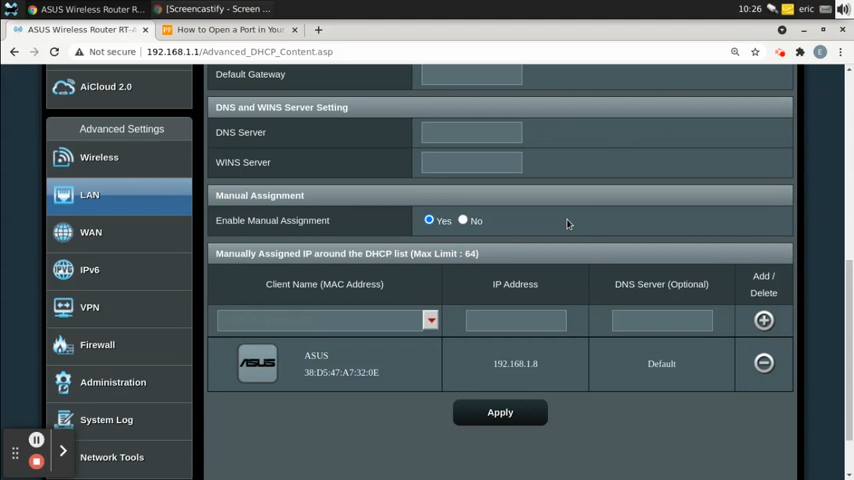 ASUS Wireless Router R...
[Screencastify - Screen ...
10:26
eric
ASUS Wireless Router RT-A
How to Open a Port in Your
Not secure
192.168.1.1/Advanced_DHCP_Content.asp
E
AiCloud 2.0
Advanced Settings
Wireless
LAN
WAN
IPv6
VPN
Firewall
Administration
System Log
Network Tools
Default Gateway
DNS and WINS Server Setting
DNS Server
WINS Server
Manual Assignment
Enable Manual Assignment
Yes No
Manually Assigned IP around the DHCP list (Max Limit : 64)
Client Name (MAC Address) IP Address DNS Server (Optional) Add / Delete
ASUS
38:D5:47:A7:32:0E
192.168.1.8
Default
ASUS
Apply